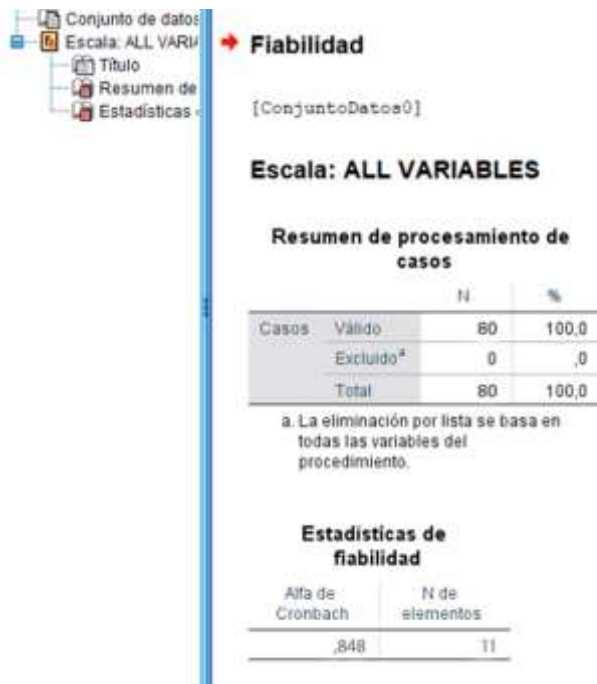 Conjunto de datos
Escala: ALL VARIA
Título
Resumen de
Estadísticas
Fiabilidad
[ConjuntoDatos0]
Escala: ALL VARIABLES
Resumen de procesamiento de
casos
N %
Casos Válido 80 100,0
Excluido a 0 ,0
Total 80 100,0
a. La eliminación por lista se basa en
todas las variables del
procedimiento.
Estadísticas de
fiabilidad
Alfa de N de
Cronbach elementos
,848 11